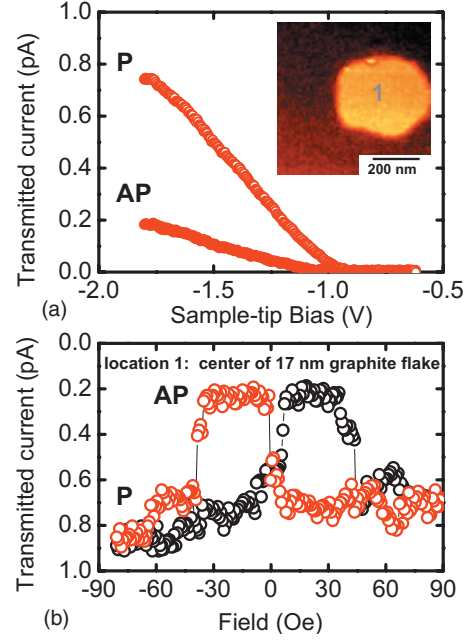 (a)
Transmitted current (pA)
0.8
0.6
0.4
0.2
0.0
P
AP
1
200 nm
-2.0 -1.5 -1.0 -0.5
Sample-tip Bias (V)
(b)
Transmitted current (pA)
0.0
0.2
0.4
0.6
0.8
1.0
location 1: center of 17 nm graphite flake
AP
P
-90 -60 -30 0 30 60 90
Field (Oe)